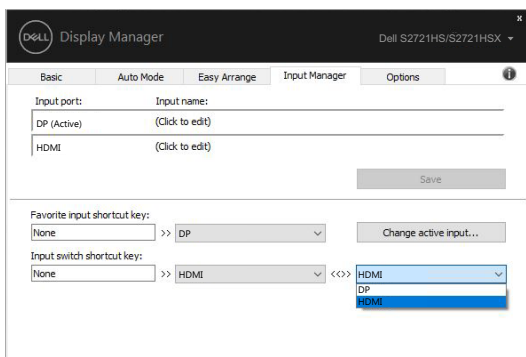 DELL Display Manager
x
Dell S2721HS/S2721HSX
Basic Auto Mode Easy Arrange Input Manager Options i
Input port: Input name:
DP (Active) (Click to edit)
HDMI (Click to edit)
Save
Favorite input shortcut key:
None >> DP Change active input...
Input switch shortcut key:
None >> HDMI <<>> HDMI
DP
HDMI